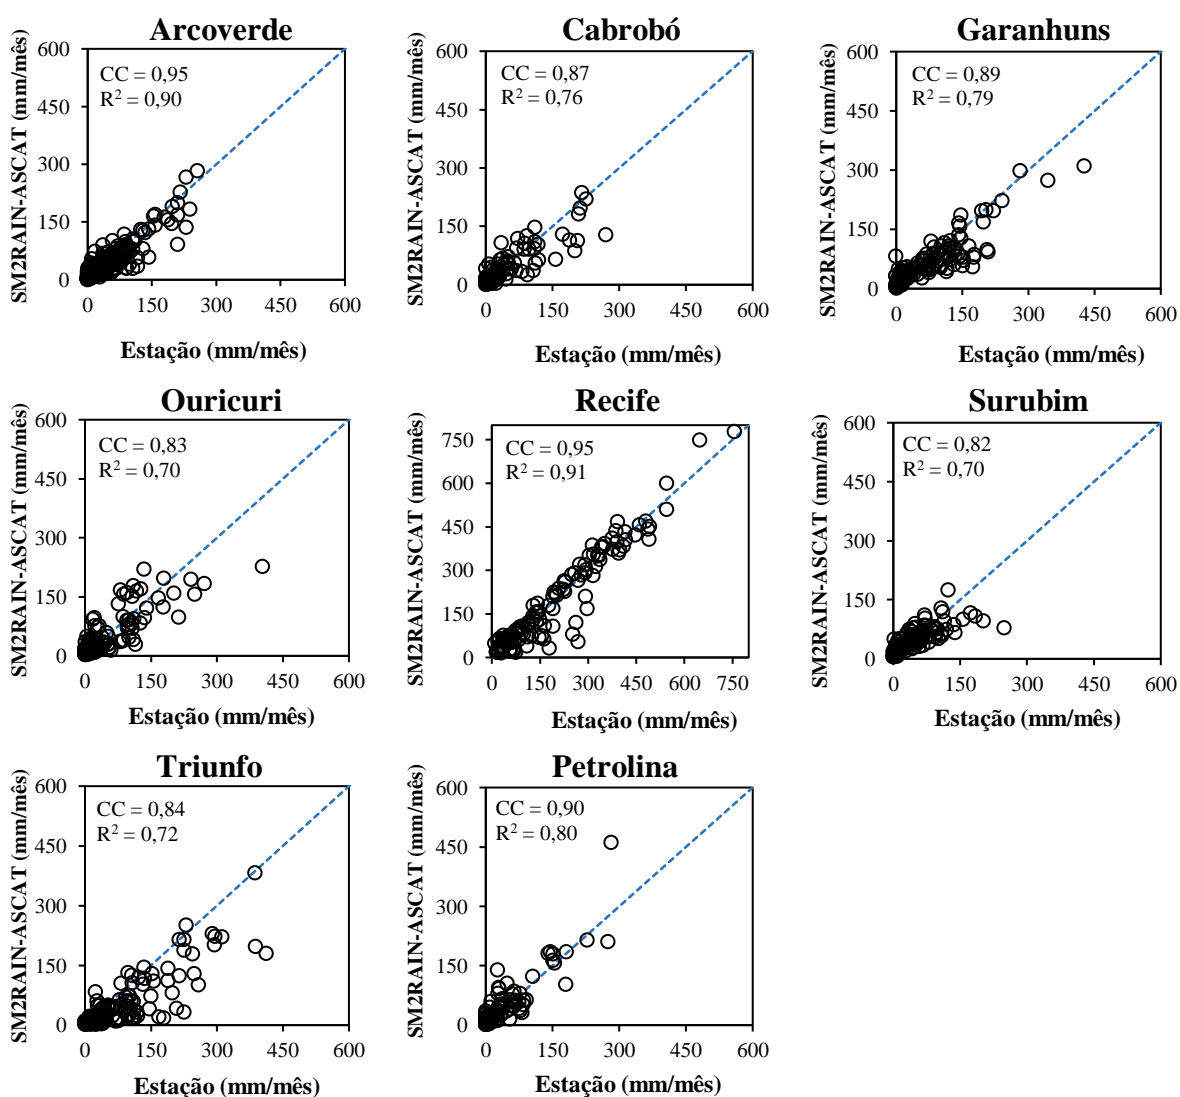 Arcoverde
SM2RAIN-ASCAT (mm/mês)
600
450
300
150
0
CC = 0,95
R² = 0,90
0 150 300 450 600
Estação (mm/mês)
Cabrobó
SM2RAIN-ASCAT (mm/mês)
600
450
300
150
0
CC = 0,87
R² = 0,76
0 150 300 450 600
Estação (mm/mês)
Garanhuns
SM2RAIN-ASCAT (mm/mês)
600
450
300
150
0
CC = 0,89
R² = 0,79
0 150 300 450 600
Estação (mm/mês)
Ouricuri
SM2RAIN-ASCAT (mm/mês)
600
450
300
150
0
CC = 0,83
R² = 0,70
0 150 300 450 600
Estação (mm/mês)
Recife
SM2RAIN-ASCAT (mm/mês)
750
600
450
300
150
0
CC = 0,95
R² = 0,91
0 150 300 450 600 750
Estação (mm/mês)
Surubim
SM2RAIN-ASCAT (mm/mês)
600
450
300
150
0
CC = 0,82
R² = 0,70
0 150 300 450 600
Estação (mm/mês)
Triunfo
SM2RAIN-ASCAT (mm/mês)
600
450
300
150
0
CC = 0,84
R² = 0,72
0 150 300 450 600
Estação (mm/mês)
Petrolina
SM2RAIN-ASCAT (mm/mês)
600
450
300
150
0
CC = 0,90
R² = 0,80
0 150 300 450 600
Estação (mm/mês)